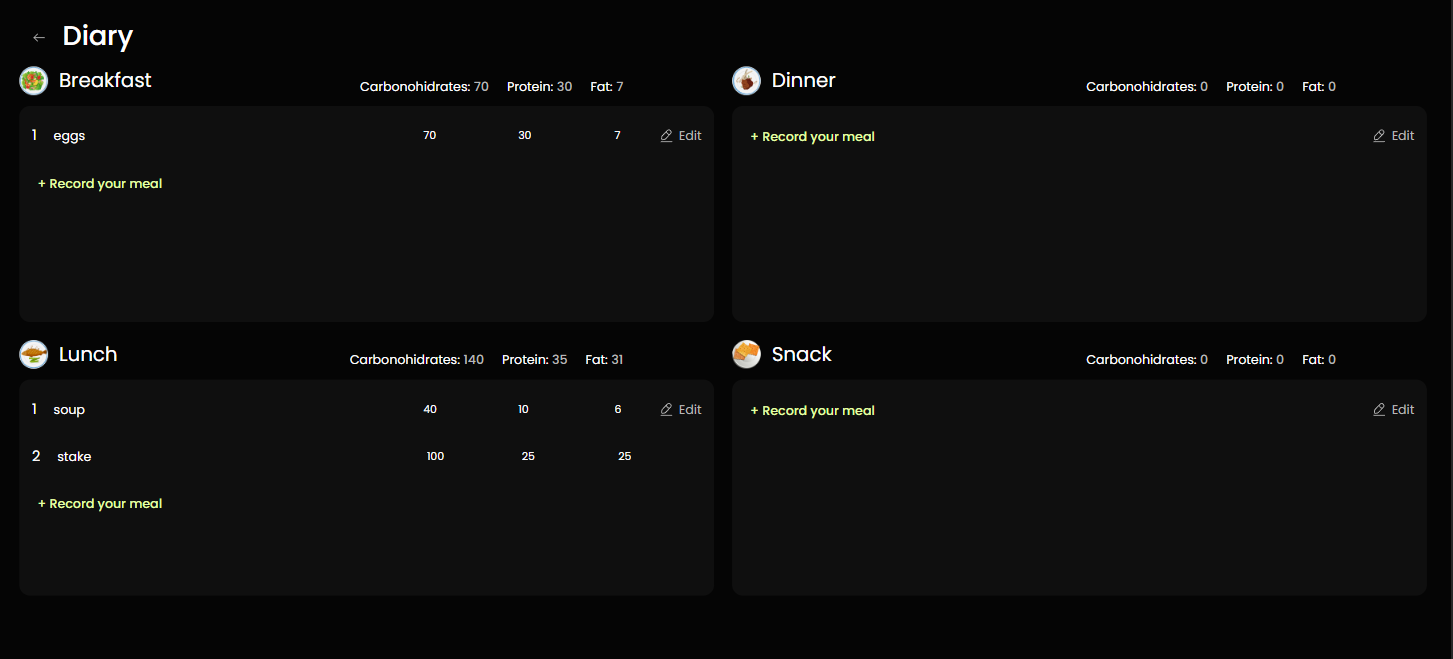 ← Diary
Breakfast Carbonohidrates: 70 Protein: 30 Fat: 7
1 eggs 70 30 7 Edit
+ Record your meal
Dinner Carbonohidrates: 0 Protein: 0 Fat: 0
+ Record your meal Edit
Lunch Carbonohidrates: 140 Protein: 35 Fat: 31
1 soup 40 10 6 Edit
2 stake 100 25 25
+ Record your meal
Snack Carbonohidrates: 0 Protein: 0 Fat: 0
+ Record your meal Edit